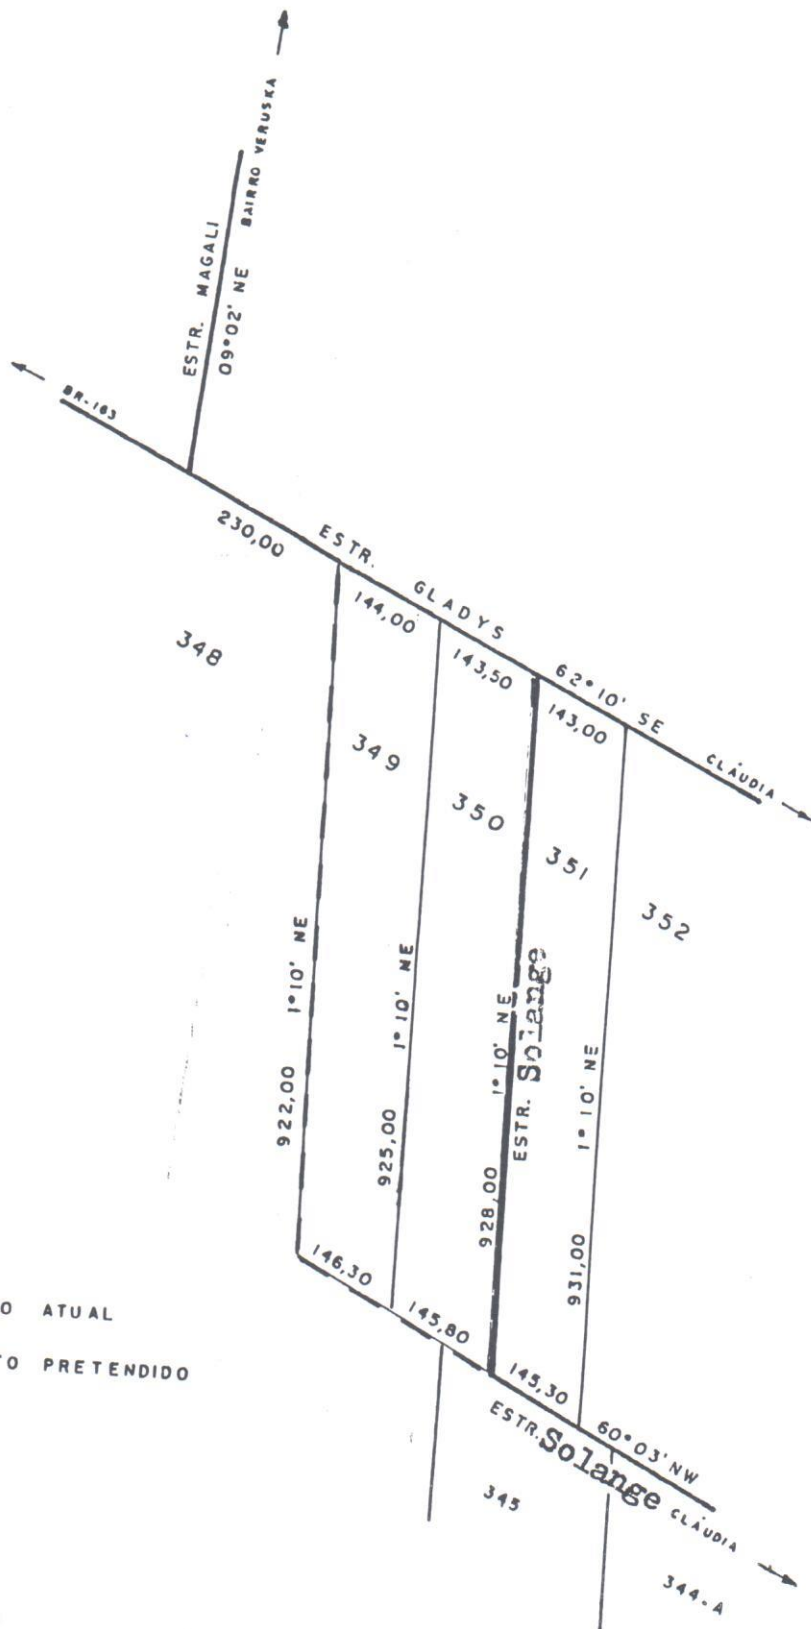 BAIRRO VERUSKA
ESTR. MAGALI
09°02' NE
BR-163
230,00
ESTR. GLADYS
62°10' SE
CLÁUDIA
144,00
143,50
143,00
348
349
350
351
352
922,00 1°10' NE
925,00 1°10' NE
928,00 1°10' NE
ESTR. Solange
931,00 1°10' NE
146,30
145,80
145,30
O ATUAL
TO PRETENDIDO
ESTR. Solange
60°03' NW
CLÁUDIA
345
344-A